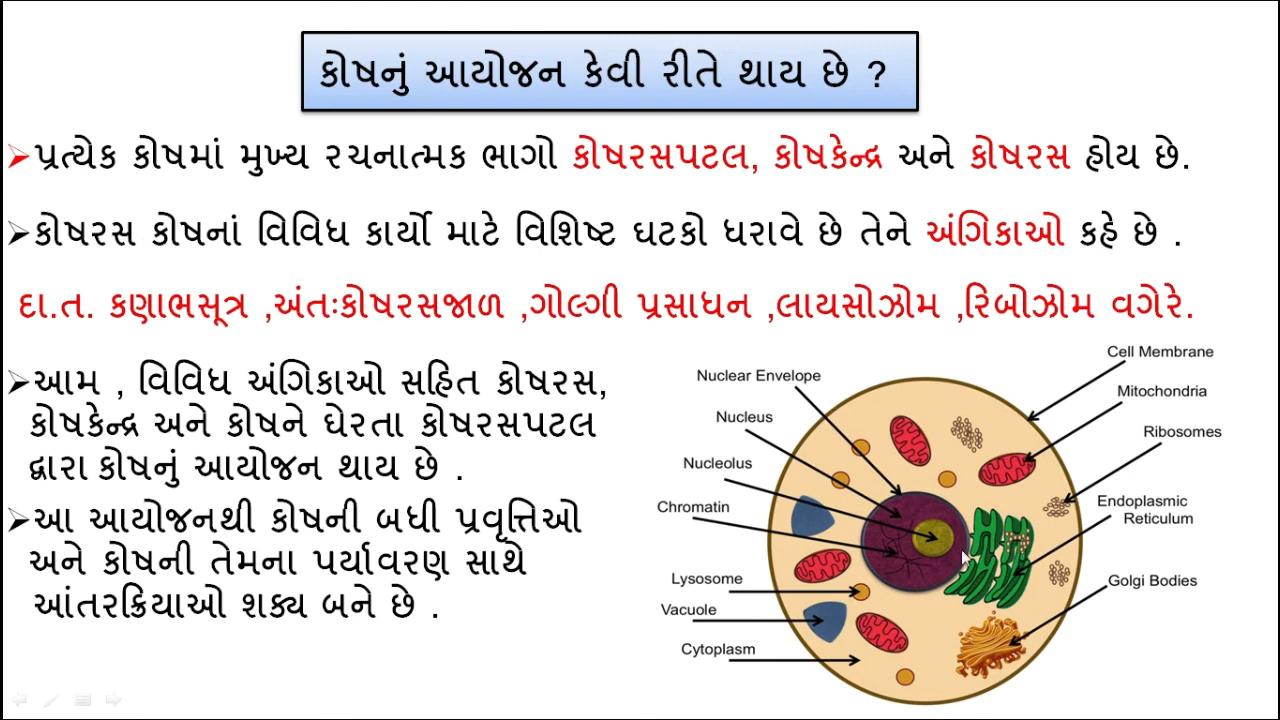 કોષનું આયોજન કેવી રીતે થાય છે ?
પ્રત્યેક કોષમાં મુખ્ય રચનાત્મક ભાગો કોષરસપટલ, કોષકેન્દ્ર અને કોષરસ હોય છે.
કોષરસ કોષનાં વિવિધ કાર્યો માટે વિશિષ્ટ ઘટકો ધરાવે છે તેને અંગિકાઓ કહે છે .
દા.ત. કણાભસૂત્ર ,અંતઃકોષરસજાળ ,ગોલ્ગી પ્રસાધન ,લાયસોઝોમ ,રિબોઝોમ વગેરે.
આમ , વિવિધ અંગિકાઓ સહિત કોષરસ,
કોષકેન્દ્ર અને કોષને ઘેરતા કોષરસપટલ
દ્વારા કોષનું આયોજન થાય છે .
આ આયોજનથી કોષની બધી પ્રવૃત્તિઓ
અને કોષની તેમના પર્યાવરણ સાથે
આંતરક્રિયાઓ શક્ય બને છે .
Nuclear Envelope
Nucleus
Nucleolus
Chromatin
Lysosome
Vacuole
Cytoplasm
Cell Membrane
Mitochondria
Ribosomes
Endoplasmic
Reticulum
Golgi Bodies